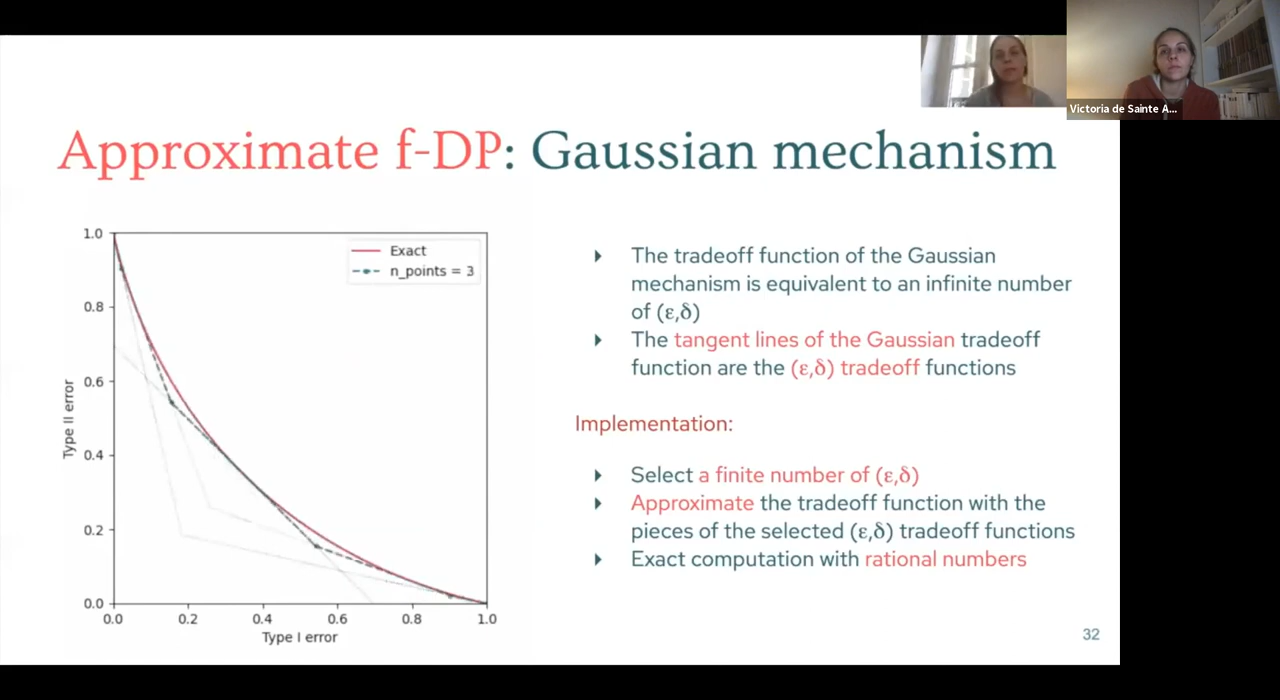 Victoria de Sainte A...
Approximate f-DP: Gaussian mechanism
Exact
n_points = 3
1.0
0.8
0.6
0.4
0.2
0.0
Type II error
0.0 0.2 0.4 0.6 0.8 1.0
Type I error
The tradeoff function of the Gaussian
mechanism is equivalent to an infinite number
of (ε,δ)
The tangent lines of the Gaussian tradeoff
function are the (ε,δ) tradeoff functions
Implementation:
Select a finite number of (ε,δ)
Approximate the tradeoff function with the
pieces of the selected (ε,δ) tradeoff functions
Exact computation with rational numbers
32